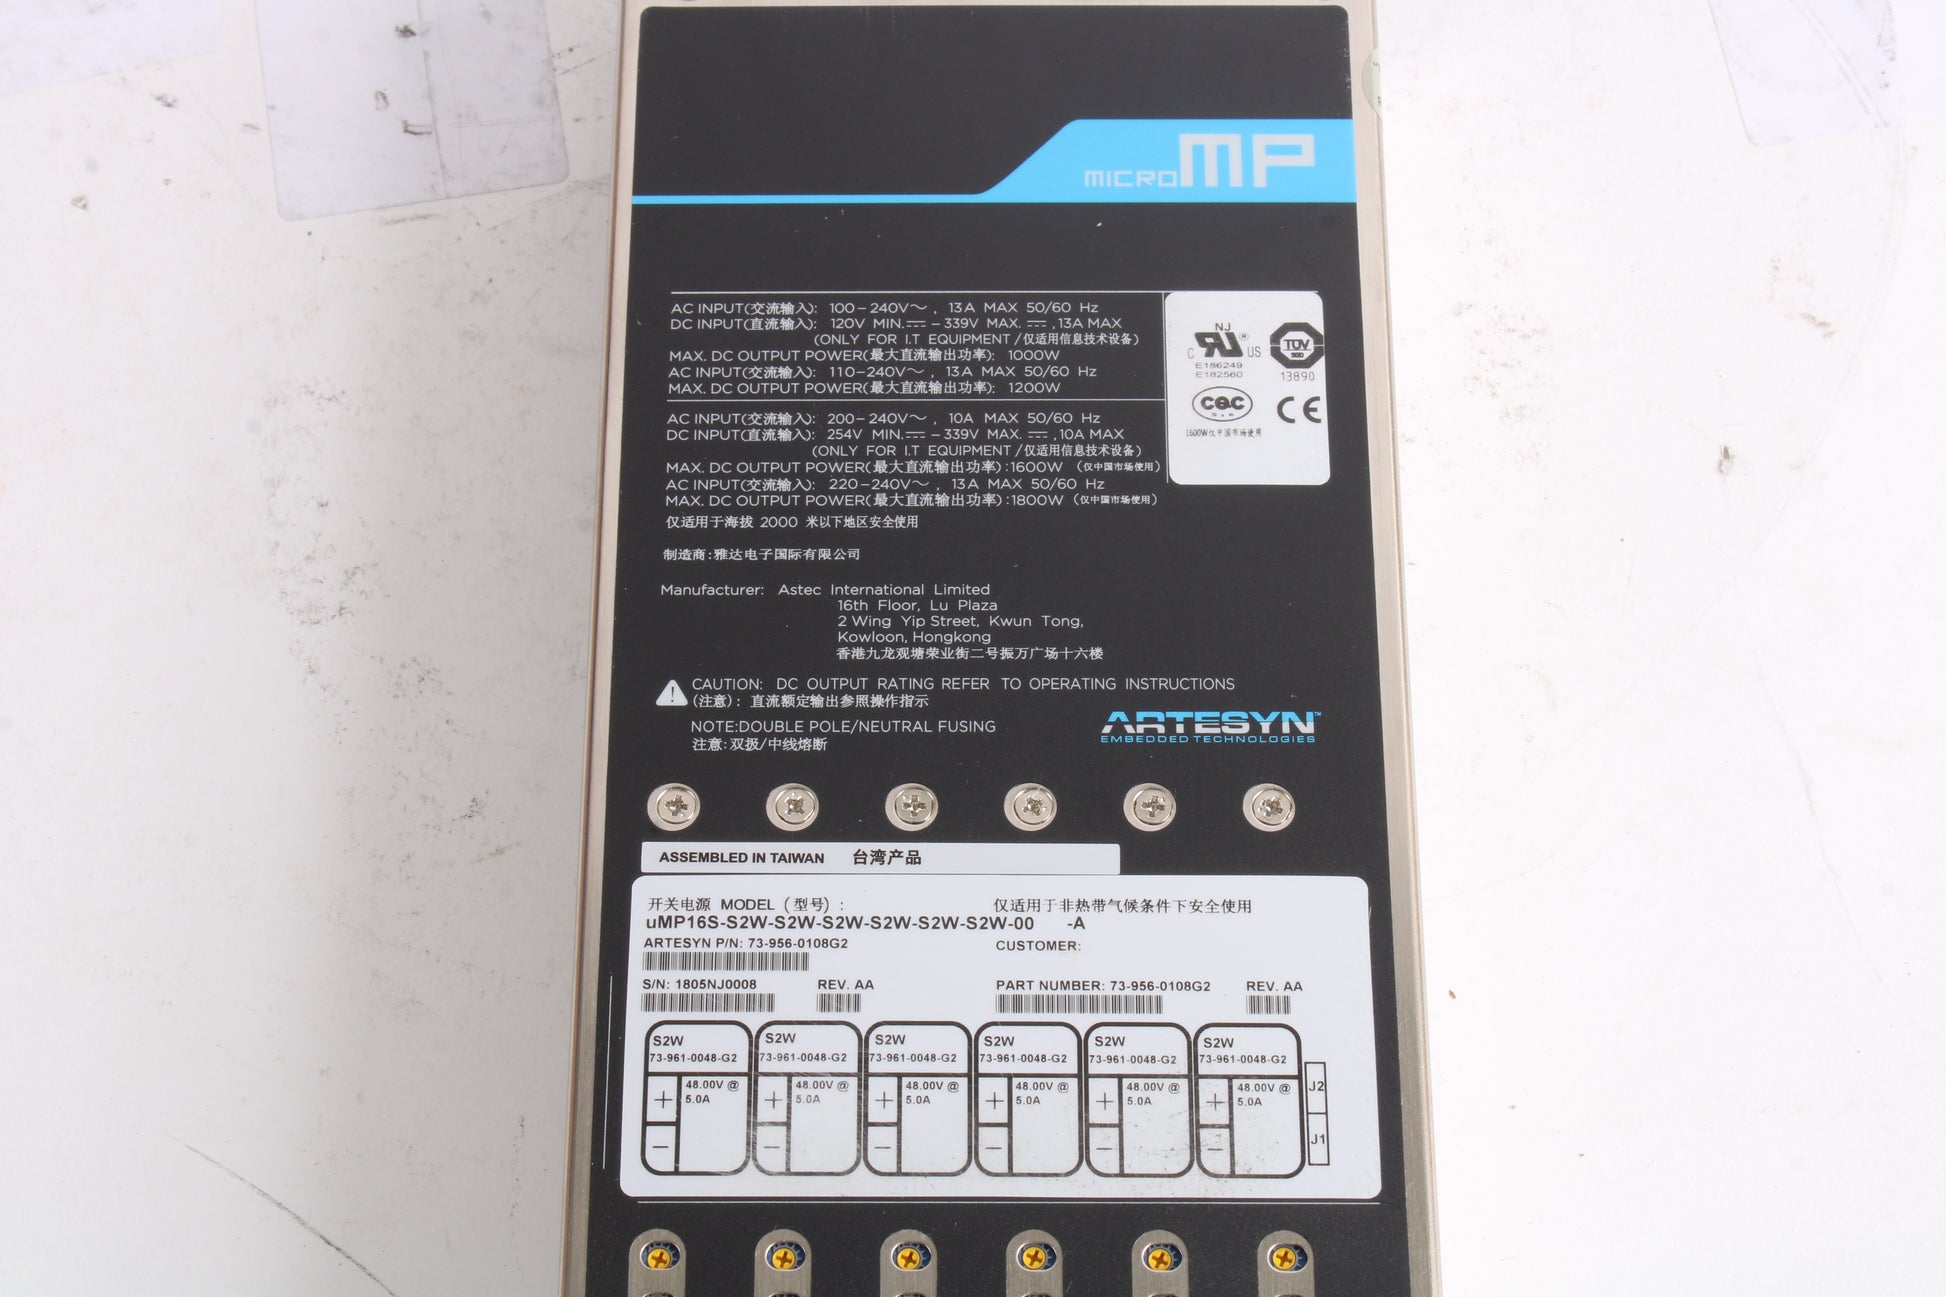 MICRO MP
AC INPUT(交流输入): 100-240V～, 13A MAX 50/60 Hz
DC INPUT(直流输入): 120V MIN.⎓-339V MAX.⎓,13A MAX
(ONLY FOR I.T EQUIPMENT/仅适用信息技术设备)
MAX. DC OUTPUT POWER(最大直流输出功率): 1000W
AC INPUT(交流输入): 110-240V～, 13A MAX 50/60 Hz
MAX. DC OUTPUT POWER(最大直流输出功率): 1200W
AC INPUT(交流输入): 200-240V～, 10A MAX 50/60 Hz
DC INPUT(直流输入): 254V MIN.⎓-339V MAX.⎓,10A MAX
(ONLY FOR I.T EQUIPMENT/仅适用信息技术设备)
MAX. DC OUTPUT POWER(最大直流输出功率):1600W (仅中国市场使用)
AC INPUT(交流输入): 220-240V～, 13A MAX 50/60 Hz
MAX. DC OUTPUT POWER(最大直流输出功率):1800W (仅中国市场使用)
仅适用于海拔 2000 米以下地区安全使用
NJ
C RU ® US
E186249
E182560
TUV
13890
CQC
CE
1600W仅中国市场使用
制造商:雅达电子国际有限公司
Manufacturer: Astec International Limited
16th Floor, Lu Plaza
2 Wing Yip Street, Kwun Tong,
Kowloon, Hongkong
香港九龙观塘荣业街二号振万广场十六楼
CAUTION: DC OUTPUT RATING REFER TO OPERATING INSTRUCTIONS
(注意): 直流额定输出参照操作指示
NOTE:DOUBLE POLE/NEUTRAL FUSING
注意:双极/中线熔断
ARTESYN™
EMBEDDED TECHNOLOGIES
ASSEMBLED IN TAIWAN 台湾产品
开关电源 MODEL (型号) : 仅适用于非热带气候条件下安全使用
uMP16S-S2W-S2W-S2W-S2W-S2W-S2W-00 -A
ARTESYN P/N: 73-956-0108G2 CUSTOMER:
S/N: 1805NJ0008 REV. AA PART NUMBER: 73-956-0108G2 REV. AA
S2W S2W S2W S2W S2W S2W
73-961-0048-G2 73-961-0048-G2 73-961-0048-G2 73-961-0048-G2 73-961-0048-G2 73-961-0048-G2
+ 48.00V @ + 48.00V @ + 48.00V @ + 48.00V @ + 48.00V @ + 48.00V @ J2
5.0A 5.0A 5.0A 5.0A 5.0A 5.0A
- - - - - - J1